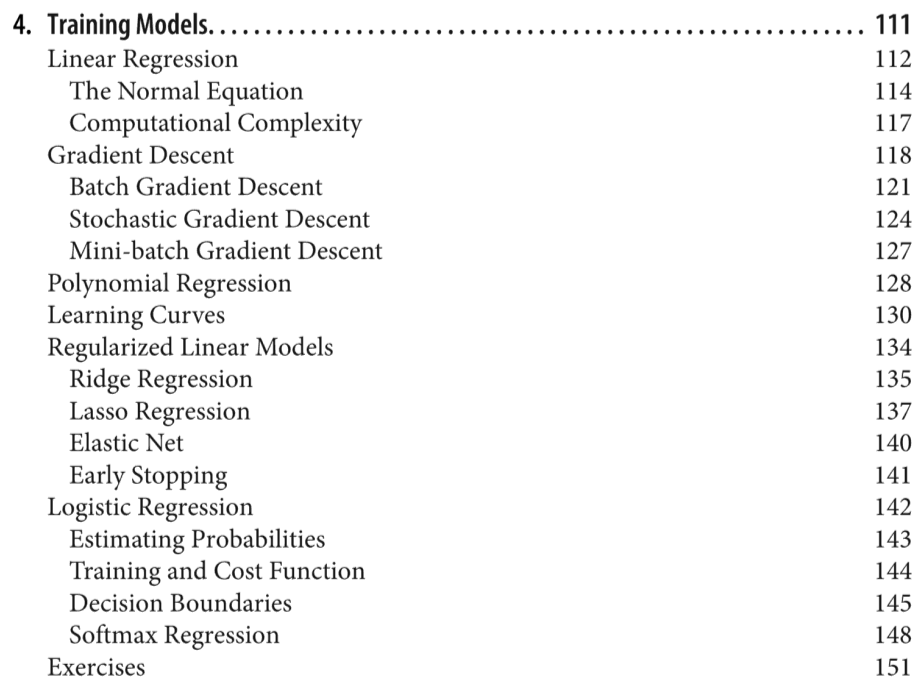 4. Training Models. . . . . . . . . . . . . . . . . . . . . . . . . . . . . . . . . . . . . . . . . . . . . . . . . . . . . . . . . 111
Linear Regression 112
The Normal Equation 114
Computational Complexity 117
Gradient Descent 118
Batch Gradient Descent 121
Stochastic Gradient Descent 124
Mini-batch Gradient Descent 127
Polynomial Regression 128
Learning Curves 130
Regularized Linear Models 134
Ridge Regression 135
Lasso Regression 137
Elastic Net 140
Early Stopping 141
Logistic Regression 142
Estimating Probabilities 143
Training and Cost Function 144
Decision Boundaries 145
Softmax Regression 148
Exercises 151